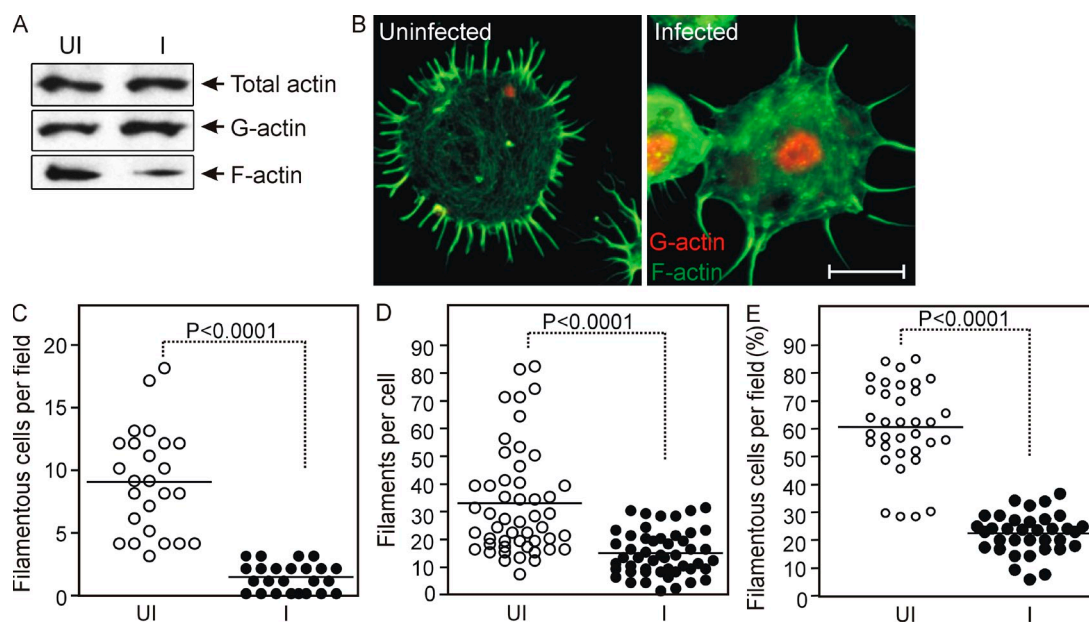 A
UI I
Total actin
G-actin
F-actin
B
Uninfected
Infected
G-actin
F-actin
C
P<0.0001
Filamentous cells per field
20
15
10
5
0
UI I
D
P<0.0001
Filaments per cell
90
80
70
60
50
40
30
20
10
0
UI I
E
P<0.0001
Filamentous cells per field (%)
90
80
70
60
50
40
30
20
10
0
UI I